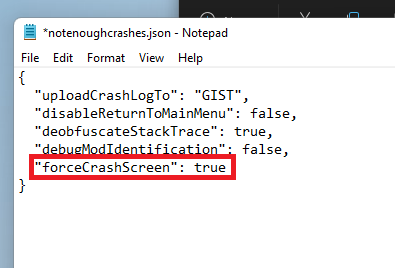 *notenoughcrashes.json - Notepad
File Edit Format View Help
{
"uploadCrashLogTo": "GIST",
"disableReturnToMainMenu": false,
"deobfuscateStackTrace": true,
"debugModIdentification": false,
"forceCrashScreen": true
}